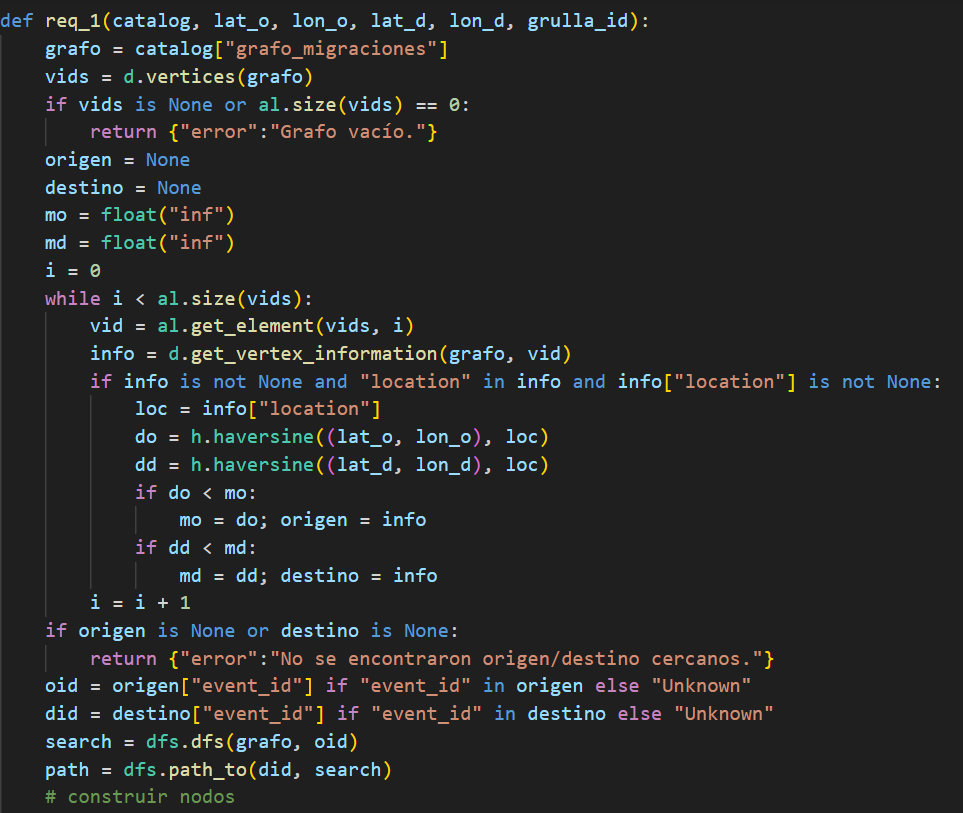 def req_1(catalog, lat_o, lon_o, lat_d, lon_d, grulla_id):
    grafo = catalog["grafo_migraciones"]
    vids = d.vertices(grafo)
    if vids is None or al.size(vids) == 0:
        return {"error":"Grafo vacío."}
    origen = None
    destino = None
    mo = float("inf")
    md = float("inf")
    i = 0
    while i < al.size(vids):
        vid = al.get_element(vids, i)
        info = d.get_vertex_information(grafo, vid)
        if info is not None and "location" in info and info["location"] is not None:
            loc = info["location"]
            do = h.haversine((lat_o, lon_o), loc)
            dd = h.haversine((lat_d, lon_d), loc)
            if do < mo:
                mo = do; origen = info
            if dd < md:
                md = dd; destino = info
        i = i + 1
    if origen is None or destino is None:
        return {"error":"No se encontraron origen/destino cercanos."}
    oid = origen["event_id"] if "event_id" in origen else "Unknown"
    did = destino["event_id"] if "event_id" in destino else "Unknown"
    search = dfs.dfs(grafo, oid)
    path = dfs.path_to(did, search)
    # construir nodos